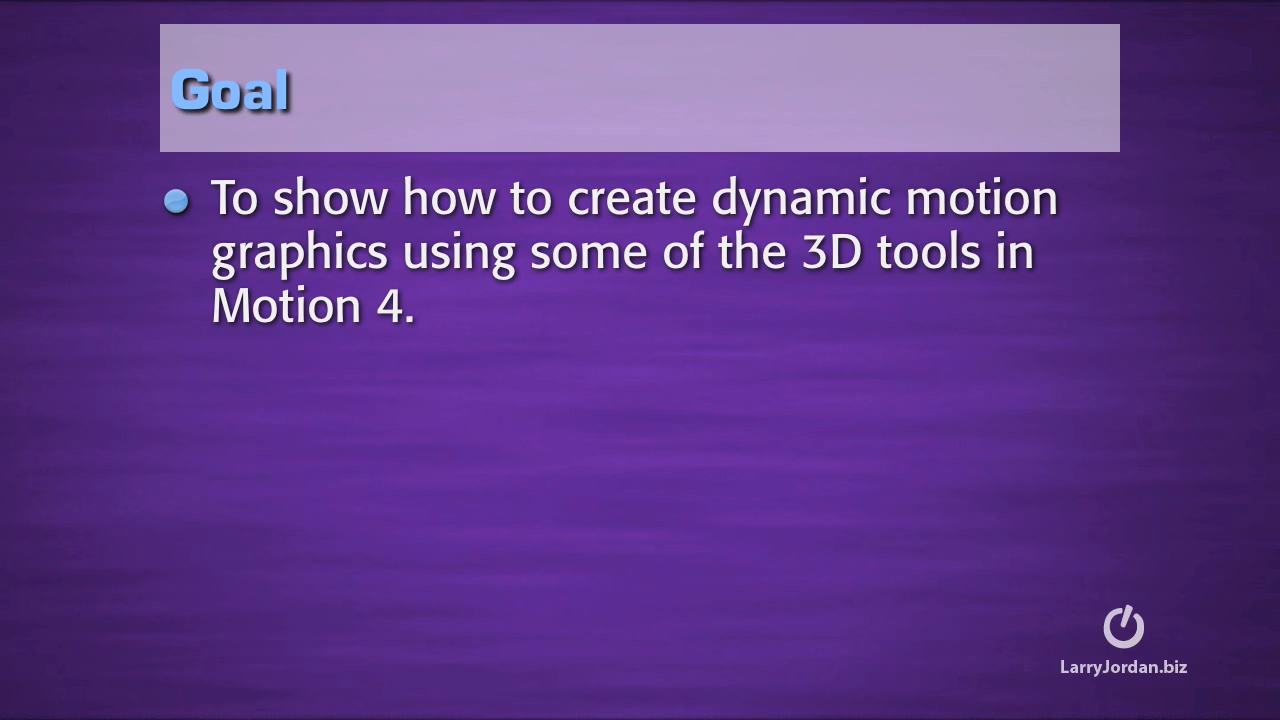 Goal
To show how to create dynamic motion
graphics using some of the 3D tools in
Motion 4.
LarryJordan.biz